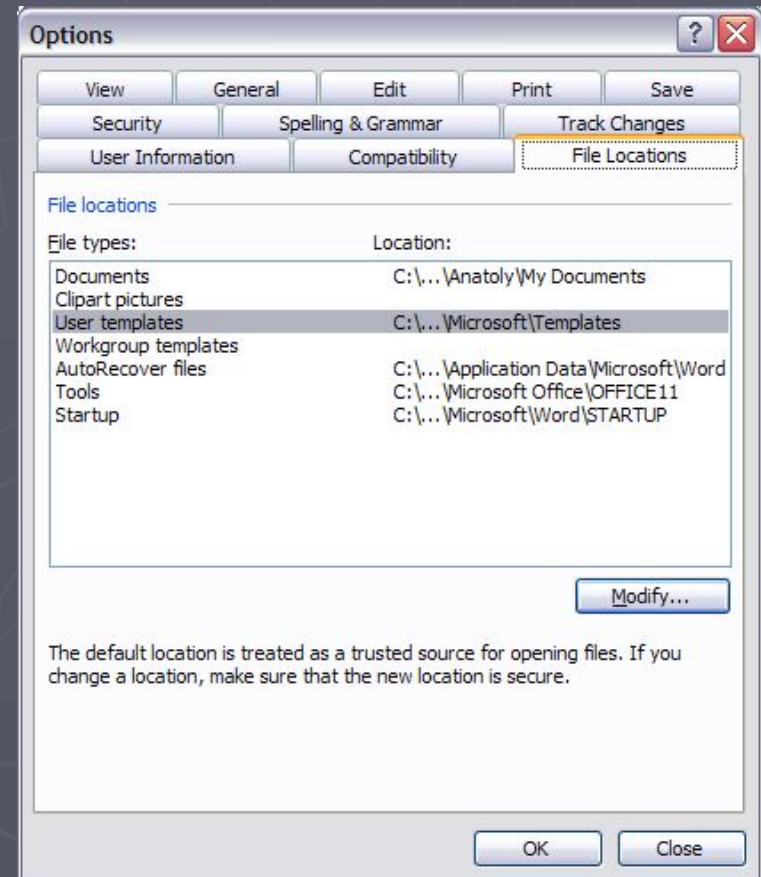 Options
View General Edit Print Save
Security Spelling & Grammar Track Changes
User Information Compatibility File Locations
File locations
File types: Location:
Documents C:\...\Anatoly\My Documents
Clipart pictures
User templates C:\...\Microsoft\Templates
Workgroup templates
AutoRecover files C:\...\Application Data\Microsoft\Word
Tools C:\...\Microsoft Office\OFFICE11
Startup C:\...\Microsoft\Word\STARTUP
Modify...
The default location is treated as a trusted source for opening files. If you
change a location, make sure that the new location is secure.
OK Close